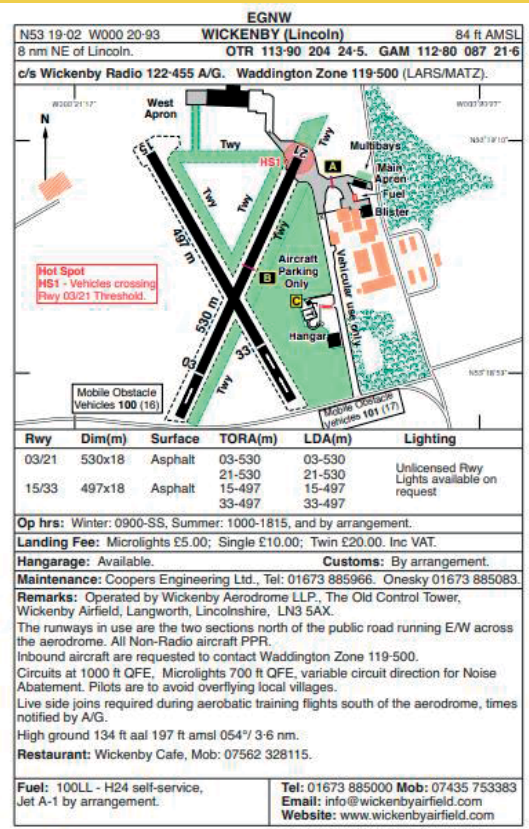 EGNW
N53 19·02 W000 20·93 WICKENBY (Lincoln) 84 ft AMSL
8 nm NE of Lincoln. OTR 113·90 204 24·5. GAM 112·80 087 21·6
c/s Wickenby Radio 122·455 A/G. Waddington Zone 119·500 (LARS/MATZ).
W000°21'17"
N
West
Apron
N53°19'10"
15
Twy
21
Twy
HS1
A
Multibays
Main
Apron
Fuel
Blister
Twy
Twy
Twy
497 m
Hot Spot
HS1 - Vehicles crossing
Rwy 03/21 Threshold.
B
Aircraft
Parking
Only
C
Vehicular use only
530 m
Hangar
03
33
Twy
N53°18'53"
Mobile Obstacle
Vehicles 100 (16)
Mobile Obstacle
Vehicles 101 (17)
Rwy Dim(m) Surface TORA(m) LDA(m) Lighting
03/21 530x18 Asphalt 03-530 03-530
21-530 21-530
15/33 497x18 Asphalt 15-497 15-497
33-497 33-497
Unlicensed Rwy
Lights available on
request
Op hrs: Winter: 0900-SS, Summer: 1000-1815, and by arrangement.
Landing Fee: Microlights £5.00; Single £10.00; Twin £20.00. Inc VAT.
Hangarage: Available. Customs: By arrangement.
Maintenance: Coopers Engineering Ltd., Tel: 01673 885966. Onesky 01673 885083.
Remarks: Operated by Wickenby Aerodrome LLP., The Old Control Tower,
Wickenby Airfield, Langworth, Lincolnshire, LN3 5AX.
The runways in use are the two sections north of the public road running E/W across
the aerodrome. All Non-Radio aircraft PPR.
Inbound aircraft are requested to contact Waddington Zone 119·500.
Circuits at 1000 ft QFE, Microlights 700 ft QFE, variable circuit direction for Noise
Abatement. Pilots are to avoid overflying local villages.
Live side joins required during aerobatic training flights south of the aerodrome, times
notified by A/G.
High ground 134 ft aal 197 ft amsl 054°/ 3·6 nm.
Restaurant: Wickenby Cafe, Mob: 07562 328115.
Fuel: 100LL - H24 self-service,
Jet A-1 by arrangement.
Tel: 01673 885000 Mob: 07435 753383
Email: info@wickenbyairfield.com
Website: www.wickenbyairfield.com